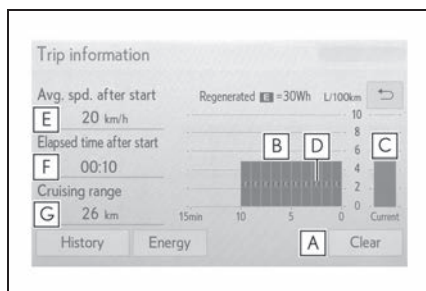 Trip information
Avg. spd. after start
Regenerated E =30Wh L/100km
E 20 km/h
Elapsed time after start
F 00:10
Cruising range
G 26 km
B D C
10
8
6
4
2
0
15min 10 5 0 Current
History Energy A Clear